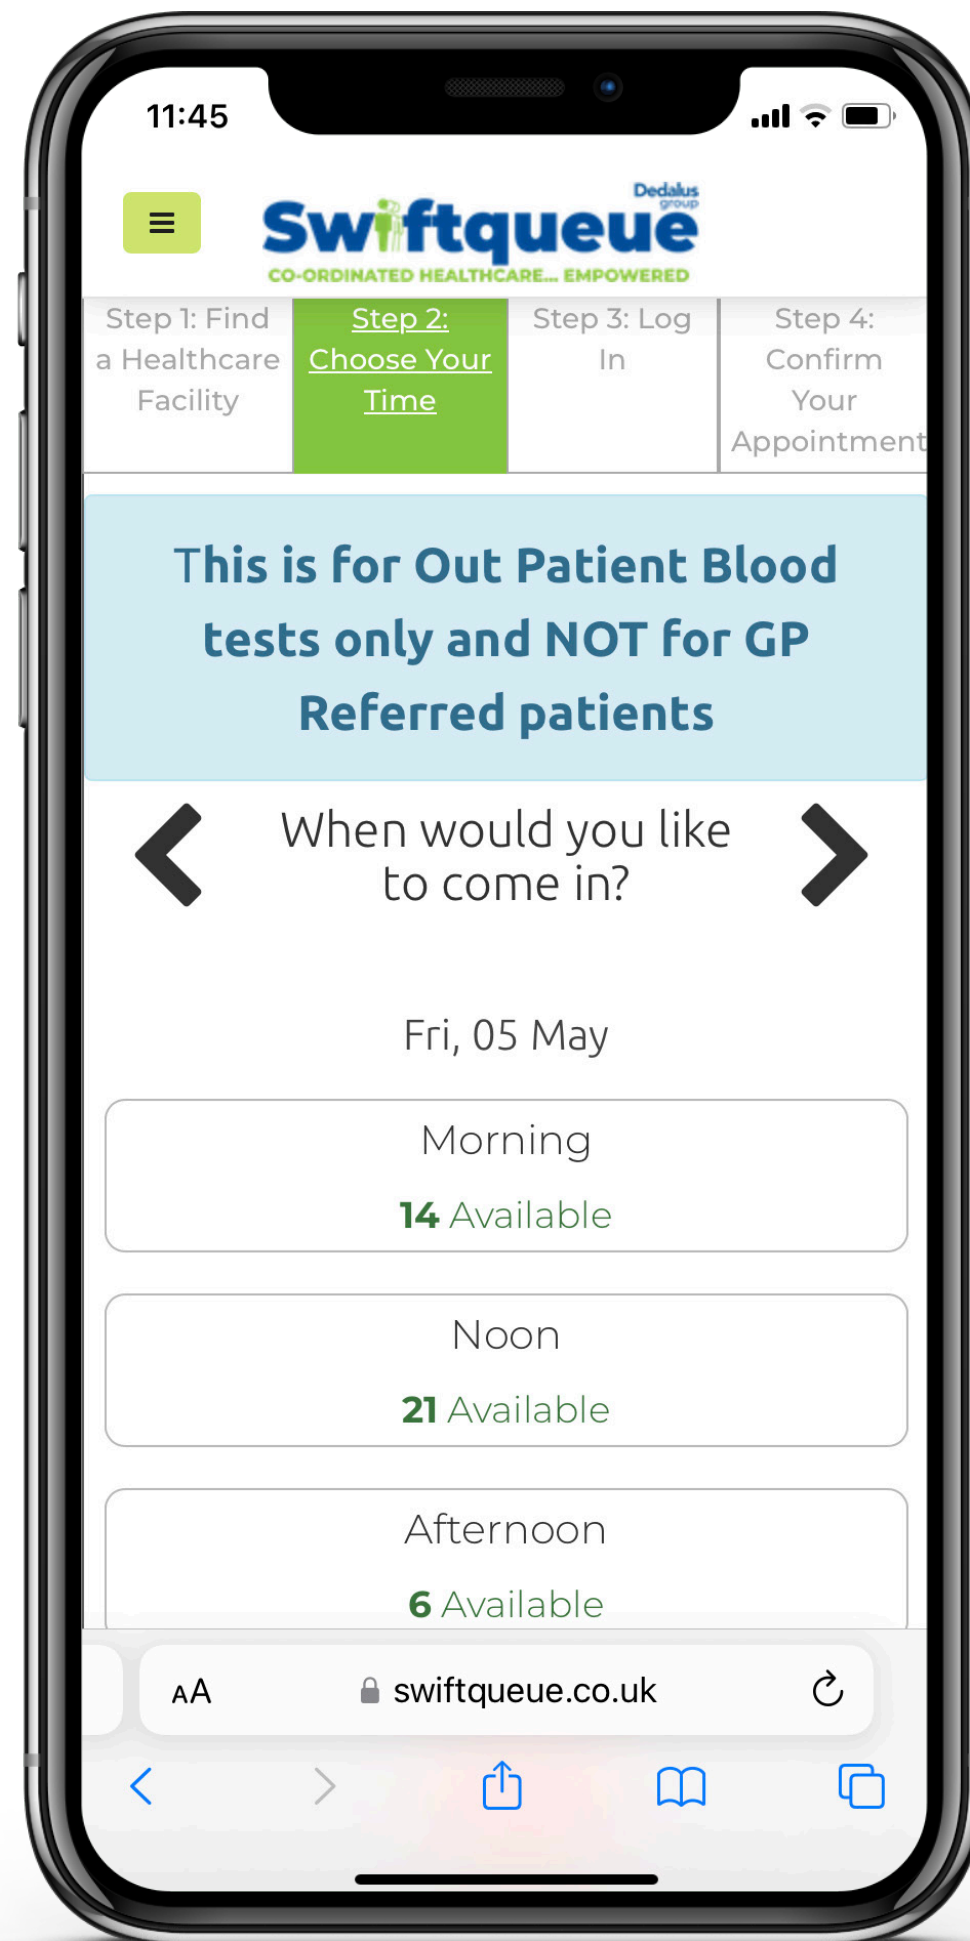 11:45
Dedalus
group
Swiftqueue
CO-ORDINATED HEALTHCARE... EMPOWERED
Step 1: Find
a Healthcare
Facility
Step 2:
Choose Your
Time
Step 3: Log
In
Step 4:
Confirm
Your
Appointment
This is for Out Patient Blood
tests only and NOT for GP
Referred patients
When would you like
to come in?
Fri, 05 May
Morning
14 Available
Noon
21 Available
Afternoon
6 Available
AA
swiftqueue.co.uk